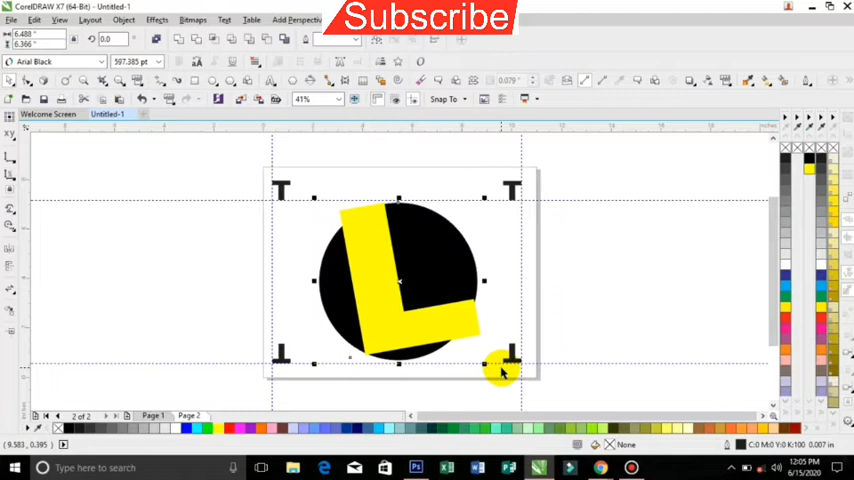 CorelDRAW X7 (64-Bit) - Untitled-1
Subscribe
File Edit View Layout Object Effects Bitmaps Text Table Add Perspective
6.488 "
6.366 "
0.0
Arial Black 597.385 pt 0.079 "
41% Snap To
Welcome Screen Untitled-1
inches
T T
L
T T
2 of 2 Page 1 Page 2
(9.583, 0.395) None C:0 M:0 Y:0 K:100 0.007 in
Type here to search
12:05 PM
6/15/2020